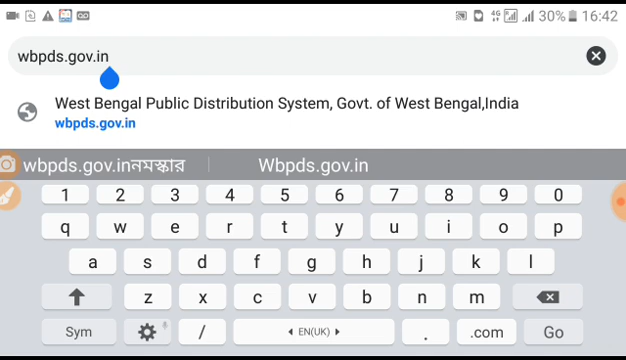 4G 30% 16:42
wbpds.gov.in
West Bengal Public Distribution System, Govt. of West Bengal,India
wbpds.gov.in
wbpds.gov.inনমস্কার Wbpds.gov.in
1 2 3 4 5 6 7 8 9 0
q w e r t y u i o p
a s d f g h j k l
z x c v b n m
Sym / EN(UK) . .com Go